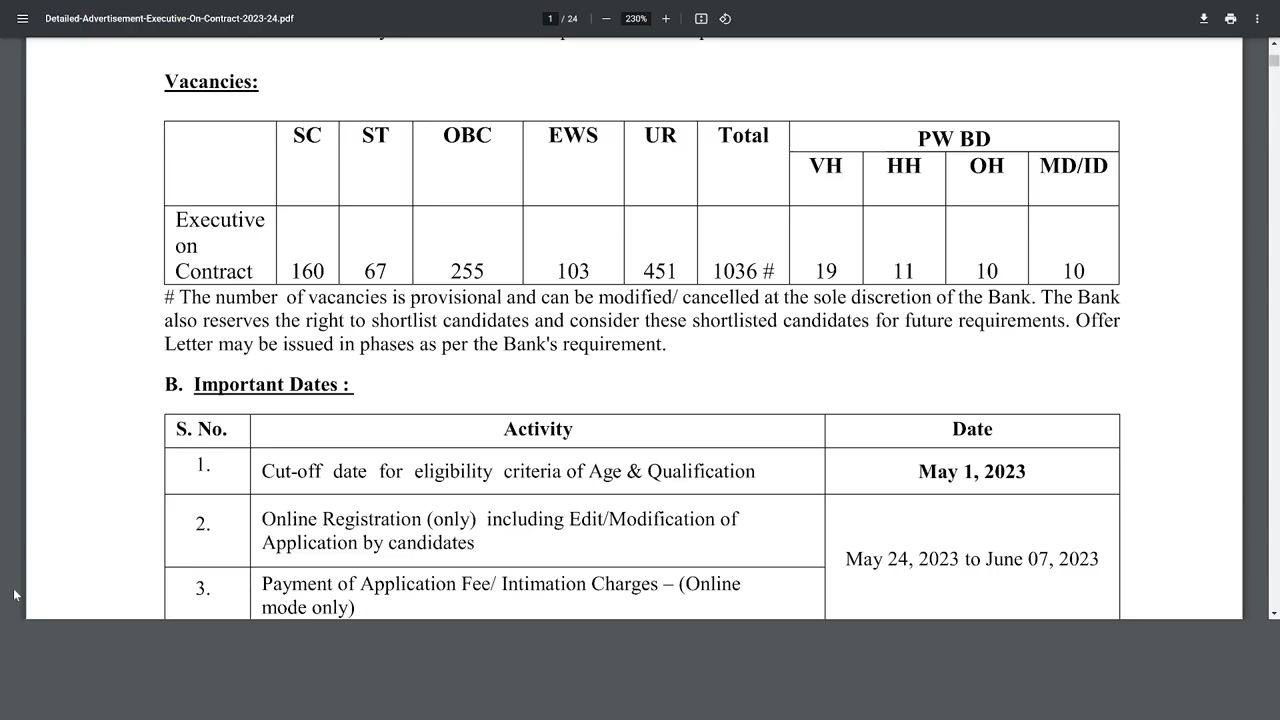 Detailed-Advertisement-Executive-On-Contract-2023-24.pdf
1 / 24
230%
Vacancies:
SC ST OBC EWS UR Total PW BD
VH HH OH MD/ID
Executive
on
Contract 160 67 255 103 451 1036 # 19 11 10 10
# The number of vacancies is provisional and can be modified/ cancelled at the sole discretion of the Bank. The Bank
also reserves the right to shortlist candidates and consider these shortlisted candidates for future requirements. Offer
Letter may be issued in phases as per the Bank's requirement.
B. Important Dates :
S. No. Activity Date
1. Cut-off date for eligibility criteria of Age & Qualification May 1, 2023
2. Online Registration (only) including Edit/Modification of
Application by candidates
May 24, 2023 to June 07, 2023
3. Payment of Application Fee/ Intimation Charges – (Online
mode only)